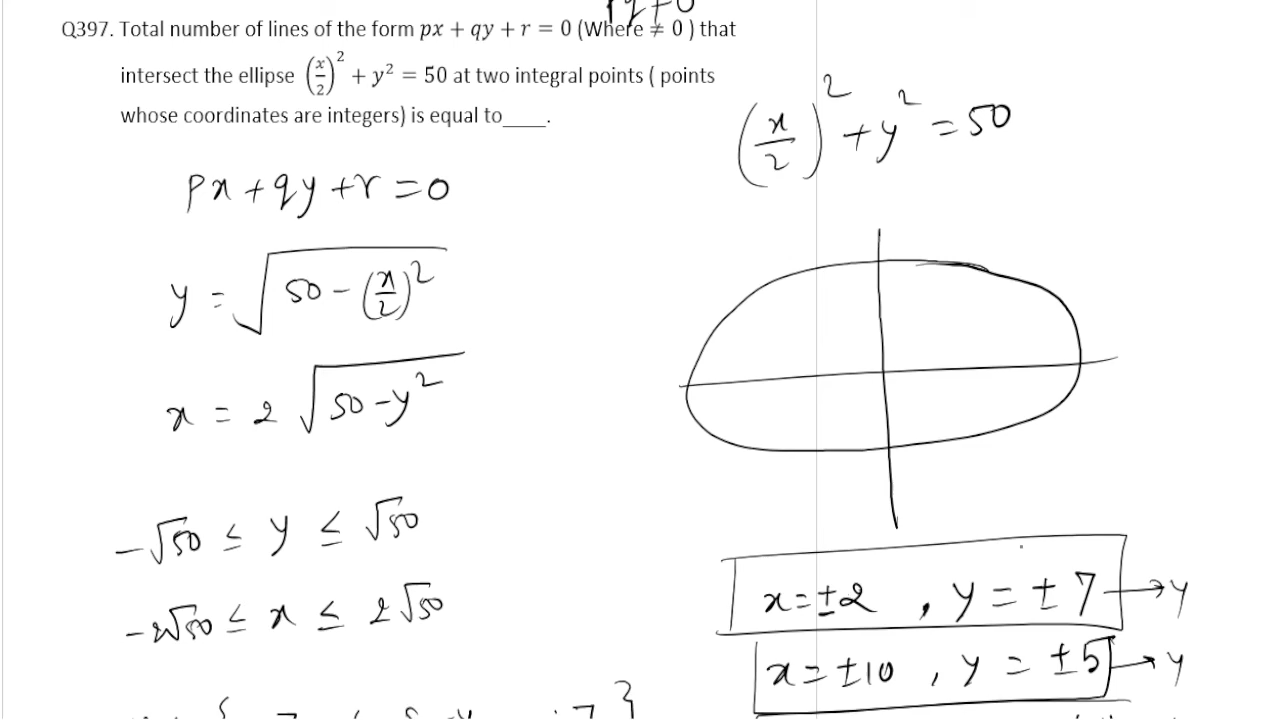 Q397. Total number of lines of the form px + qy + r = 0 (Where ≠ 0 ) that
intersect the ellipse (x/2)² + y² = 50 at two integral points ( points
whose coordinates are integers) is equal to____.
(x/2)² + y² = 50
px + qy + r = 0
y = √(50 - (x/2)²)
x = 2√(50 - y²)
-√50 ≤ y ≤ √50
-2√50 ≤ x ≤ 2√50
x = ±2 , y = ±7 → y
x = ±10 , y = ±5 → y